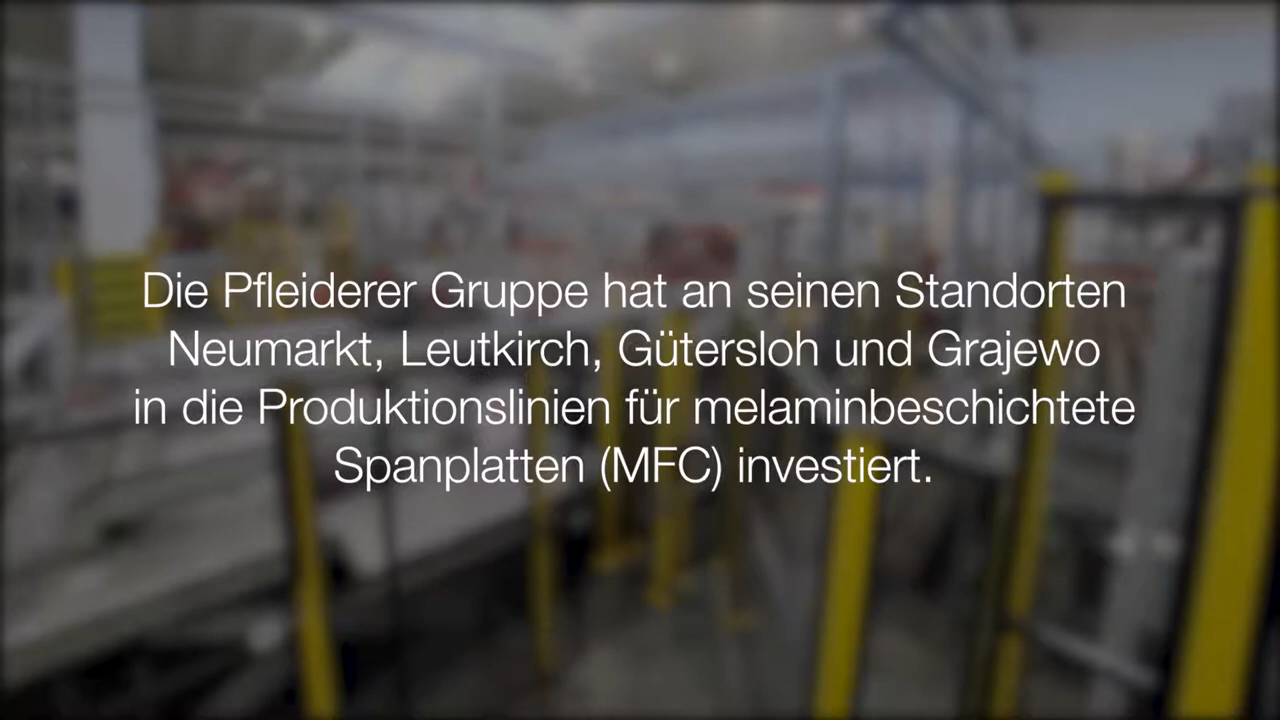 Die Pfleiderer Gruppe hat an seinen Standorten
Neumarkt, Leutkirch, Gütersloh und Grajewo
in die Produktionslinien für melaminbeschichtete
Spanplatten (MFC) investiert.